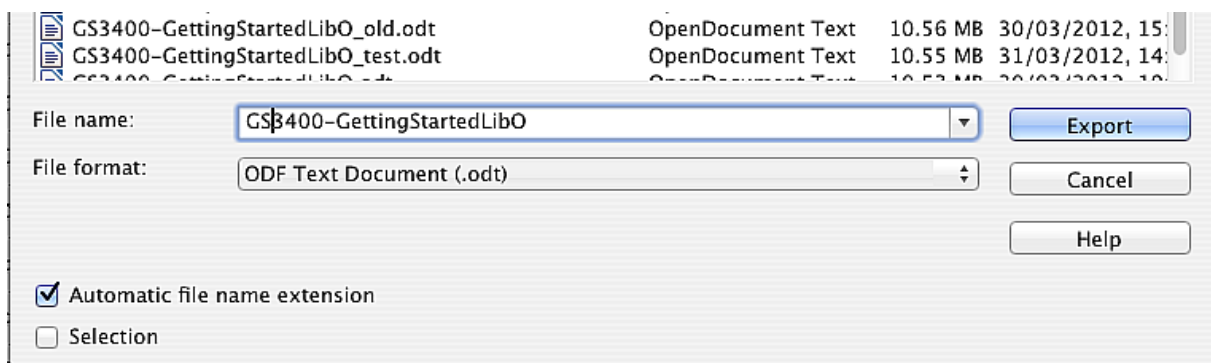 GS3400-GettingStartedLibO_old.odt OpenDocument Text 10.56 MB 30/03/2012, 15:
GS3400-GettingStartedLibO_test.odt OpenDocument Text 10.55 MB 31/03/2012, 14:
File name: GS3400-GettingStartedLibO Export
File format: ODF Text Document (.odt) Cancel
Help
Automatic file name extension
Selection